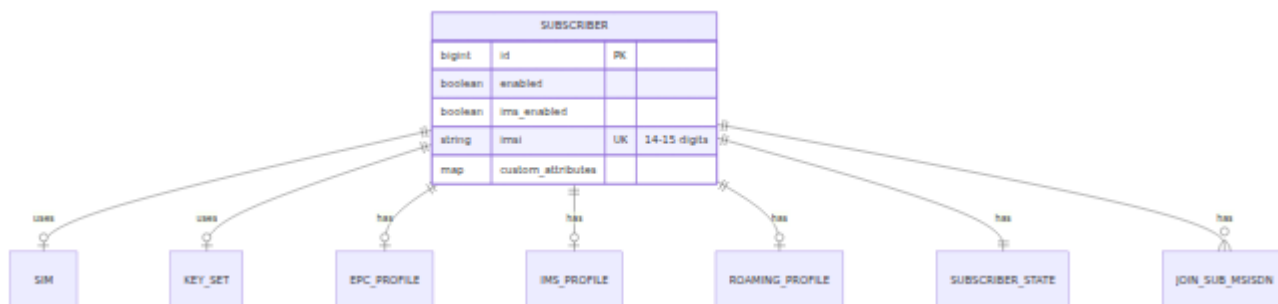 SUBSCRIBER
bigint id PK
boolean enabled
boolean ims_enabled
string imsi UK 14-15 digits
map custom_attributes
uses uses has has has has has
SIM KEY_SET EPC_PROFILE IMS_PROFILE ROAMING_PROFILE SUBSCRIBER_STATE JOIN_SUB_MSISDN